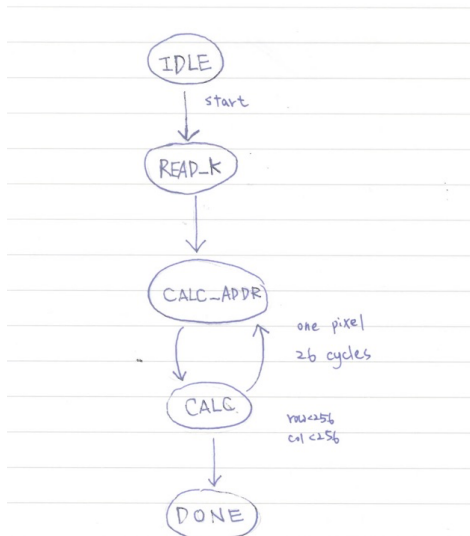 IDLE
start
READ_K
CALC_ADDR
one pixel
26 cycles
CALC
row<256
col<256
DONE